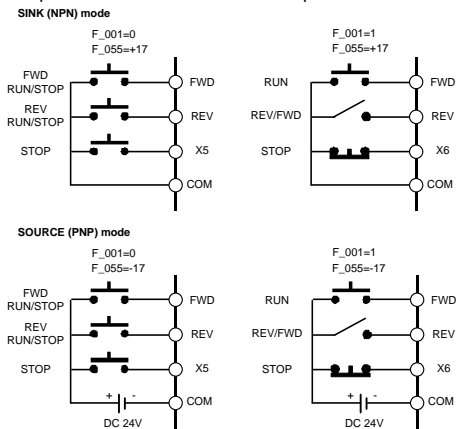 SINK (NPN) mode
F_001=0
F_055=+17
FWD
RUN/STOP
FWD
REV
RUN/STOP
REV
STOP
X5
COM
F_001=1
F_055=+17
RUN
FWD
REV/FWD
REV
STOP
X6
COM
SOURCE (PNP) mode
F_001=0
F_055=-17
FWD
RUN/STOP
FWD
REV
RUN/STOP
REV
STOP
X5
+ -
COM
DC 24V
F_001=1
F_055=-17
RUN
FWD
REV/FWD
REV
STOP
X6
+ -
COM
DC 24V